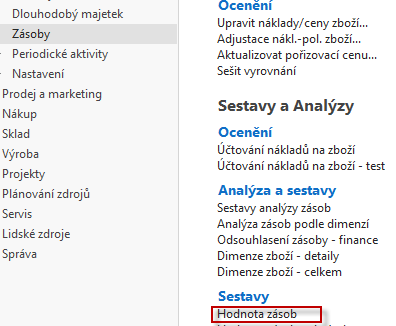 Dlouhodobý majetek
Zásoby
Periodické aktivity
Nastavení
Prodej a marketing
Nákup
Sklad
Výroba
Projekty
Plánování zdrojů
Servis
Lidské zdroje
Správa
Ocenění
Upravit náklady/ceny zboží...
Adjustace nákl.-pol. zboží...
Aktualizovat pořizovací cenu...
Sešit vyrovnání
Sestavy a Analýzy
Ocenění
Účtování nákladů na zboží
Účtování nákladů na zboží - test
Analýza a sestavy
Sestavy analýzy zásob
Analýza zásob podle dimenzí
Odsouhlasení zásoby - finance
Dimenze zboží - detaily
Dimenze zboží - celkem
Sestavy
Hodnota zásob